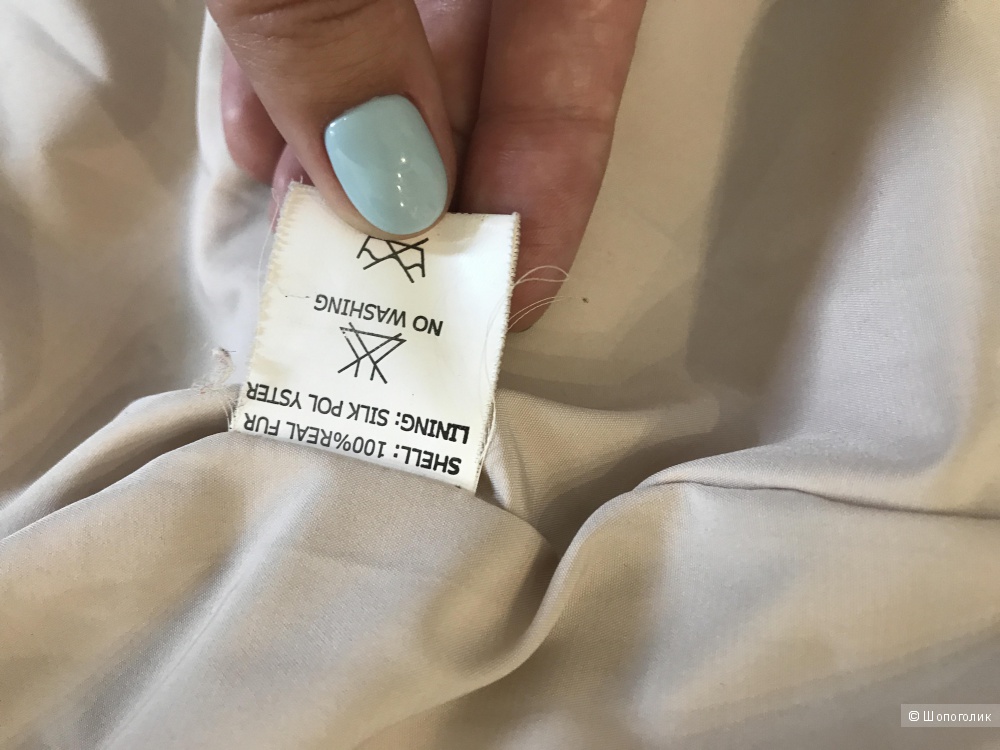 SHELL: 100%REAL FUR
LINING: SILK POL YSTER
NO WASHING
© Шопоголик